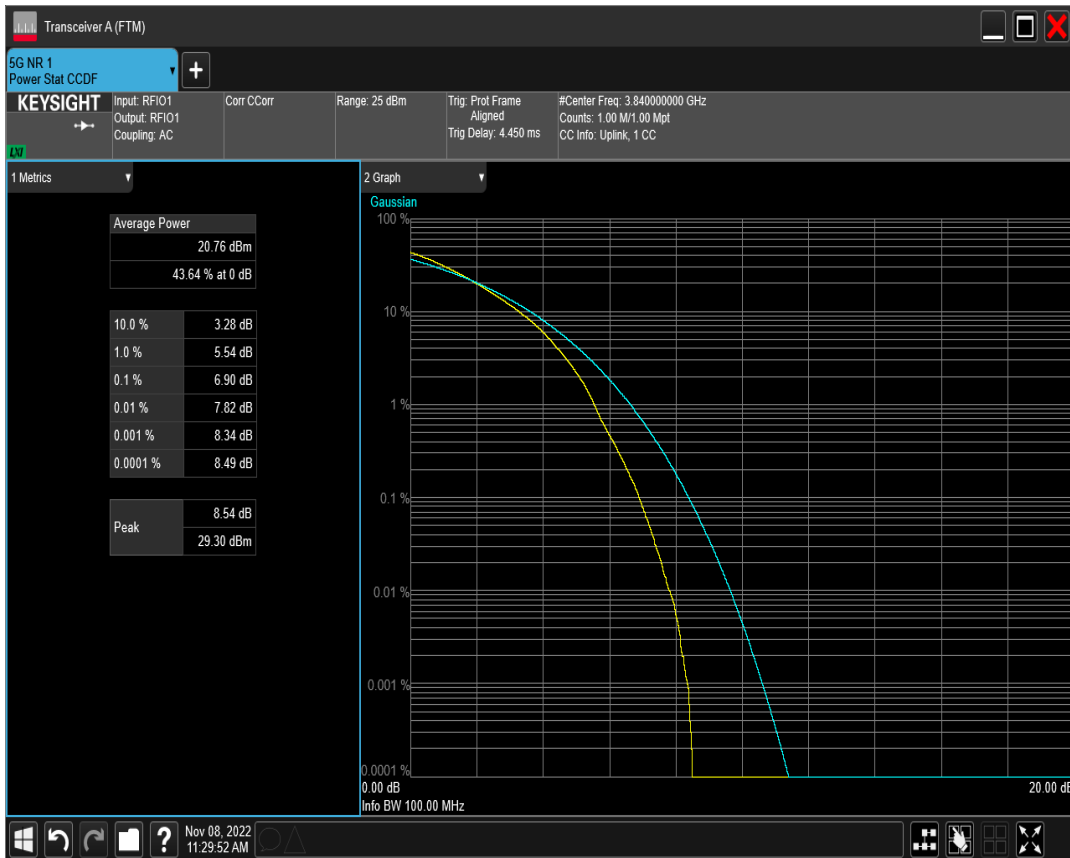 Transceiver A (FTM)
5G NR 1
Power Stat CCDF
+
KEYSIGHT
LXI
Input: RFIO1
Output: RFIO1
Coupling: AC
Corr CCorr
Range: 25 dBm
Trig: Prot Frame
Aligned
Trig Delay: 4.450 ms
#Center Freq: 3.840000000 GHz
Counts: 1.00 M/1.00 Mpt
CC Info: Uplink, 1 CC
1 Metrics
Average Power
20.76 dBm
43.64 % at 0 dB
10.0 % 3.28 dB
1.0 % 5.54 dB
0.1 % 6.90 dB
0.01 % 7.82 dB
0.001 % 8.34 dB
0.0001 % 8.49 dB
Peak
8.54 dB
29.30 dBm
2 Graph
Gaussian
100 %
10 %
1 %
0.1 %
0.01 %
0.001 %
0.0001 %
0.00 dB
20.00 dB
Info BW 100.00 MHz
?
Nov 08, 2022
11:29:52 AM